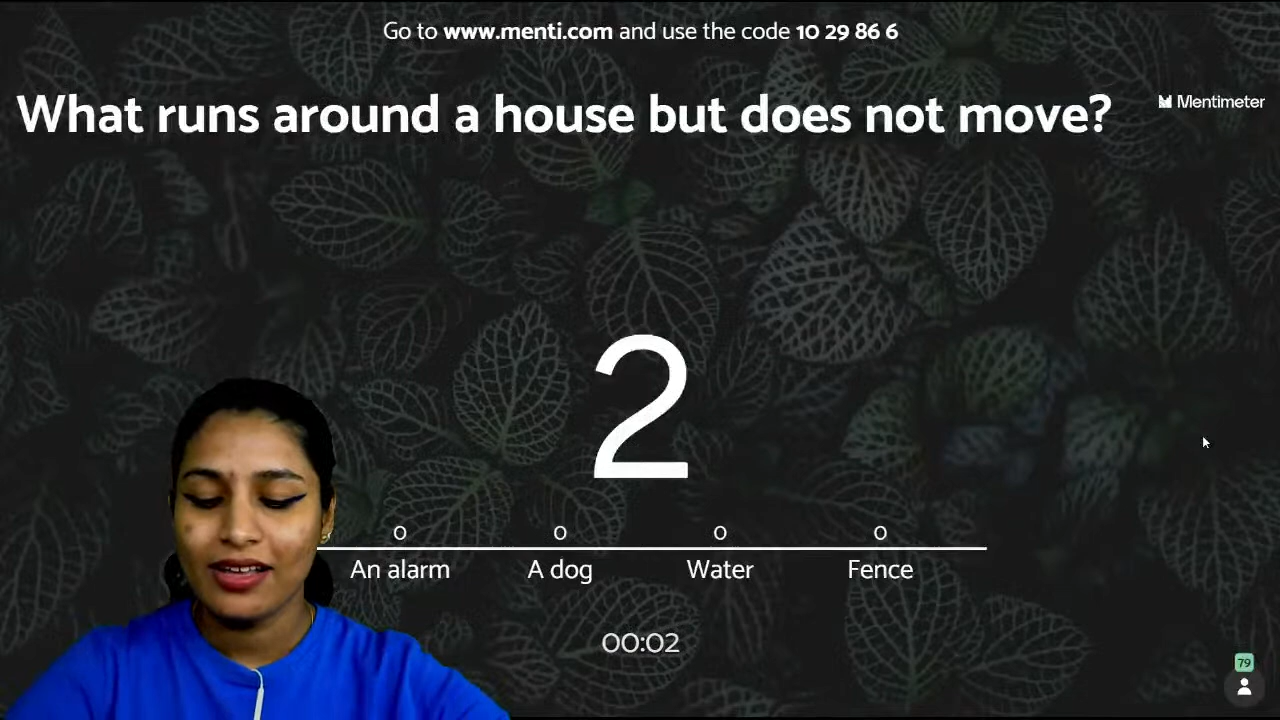 Go to www.menti.com and use the code 10 29 86 6
What runs around a house but does not move?
Mentimeter
2
0 0 0 0
An alarm A dog Water Fence
00:02
79